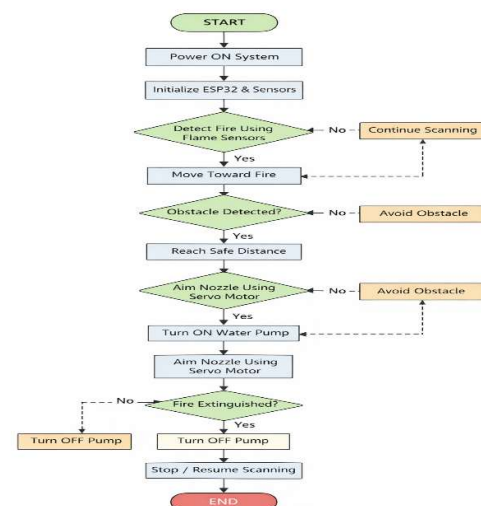 START
Power ON System
Initialize ESP32 & Sensors
Detect Fire Using
Flame Sensors
No
Continue Scanning
Yes
Move Toward Fire
Obstacle Detected?
No
Avoid Obstacle
Yes
Reach Safe Distance
Aim Nozzle Using
Servo Motor
No
Avoid Obstacle
Yes
Turn ON Water Pump
Aim Nozzle Using
Servo Motor
No
Fire Extinguished?
Yes
Turn OFF Pump
Turn OFF Pump
Stop / Resume Scanning
END